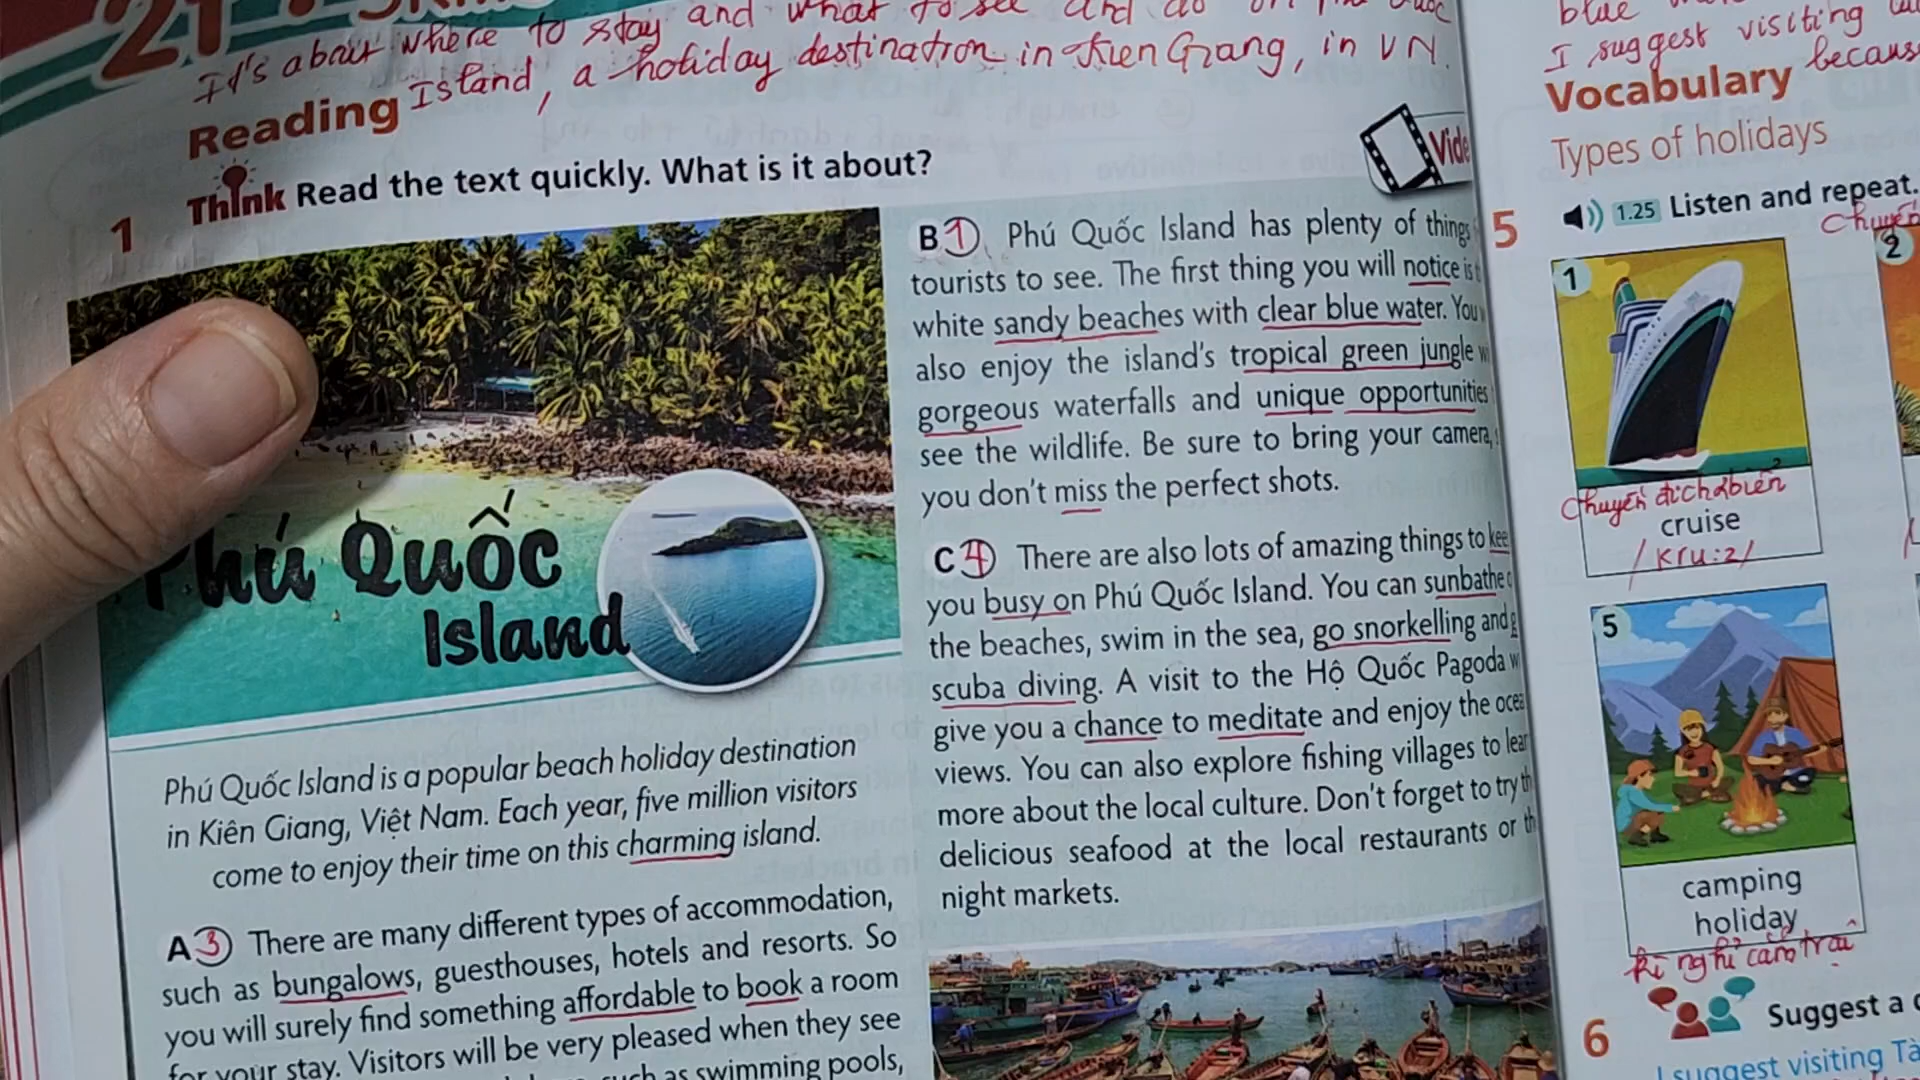 It's about where to stay and what to see and do on
Island, a holiday destination in Kien Giang, in VN.
Reading
1 Think Read the text quickly. What is it about?
Phú Quốc
Island
Phú Quốc Island is a popular beach holiday destination
in Kiên Giang, Việt Nam. Each year, five million visitors
come to enjoy their time on this charming island.
A 3 There are many different types of accommodation,
such as bungalows, guesthouses, hotels and resorts. So
you will surely find something affordable to book a room
for your stay. Visitors will be very pleased when they see
such as swimming pools,
B 1 Phú Quốc Island has plenty of things
tourists to see. The first thing you will notice is
white sandy beaches with clear blue water. You
also enjoy the island's tropical green jungle
gorgeous waterfalls and unique opportunities
see the wildlife. Be sure to bring your camera,
you don't miss the perfect shots.
C 4 There are also lots of amazing things to
you busy on Phú Quốc Island. You can sunbathe
the beaches, swim in the sea, go snorkelling and
scuba diving. A visit to the Hộ Quốc Pagoda
give you a chance to meditate and enjoy the
views. You can also explore fishing villages to
more about the local culture. Don't forget to try
delicious seafood at the local restaurants or
night markets.
blue
I suggest visiting
Vocabulary
Types of holidays
5 1.25 Listen and repeat.
1
2
chuyến đi chơi biển
cruise
/kru:z/
5
camping
holiday
kì nghỉ cắm trại
6 Suggest a
I suggest visiting